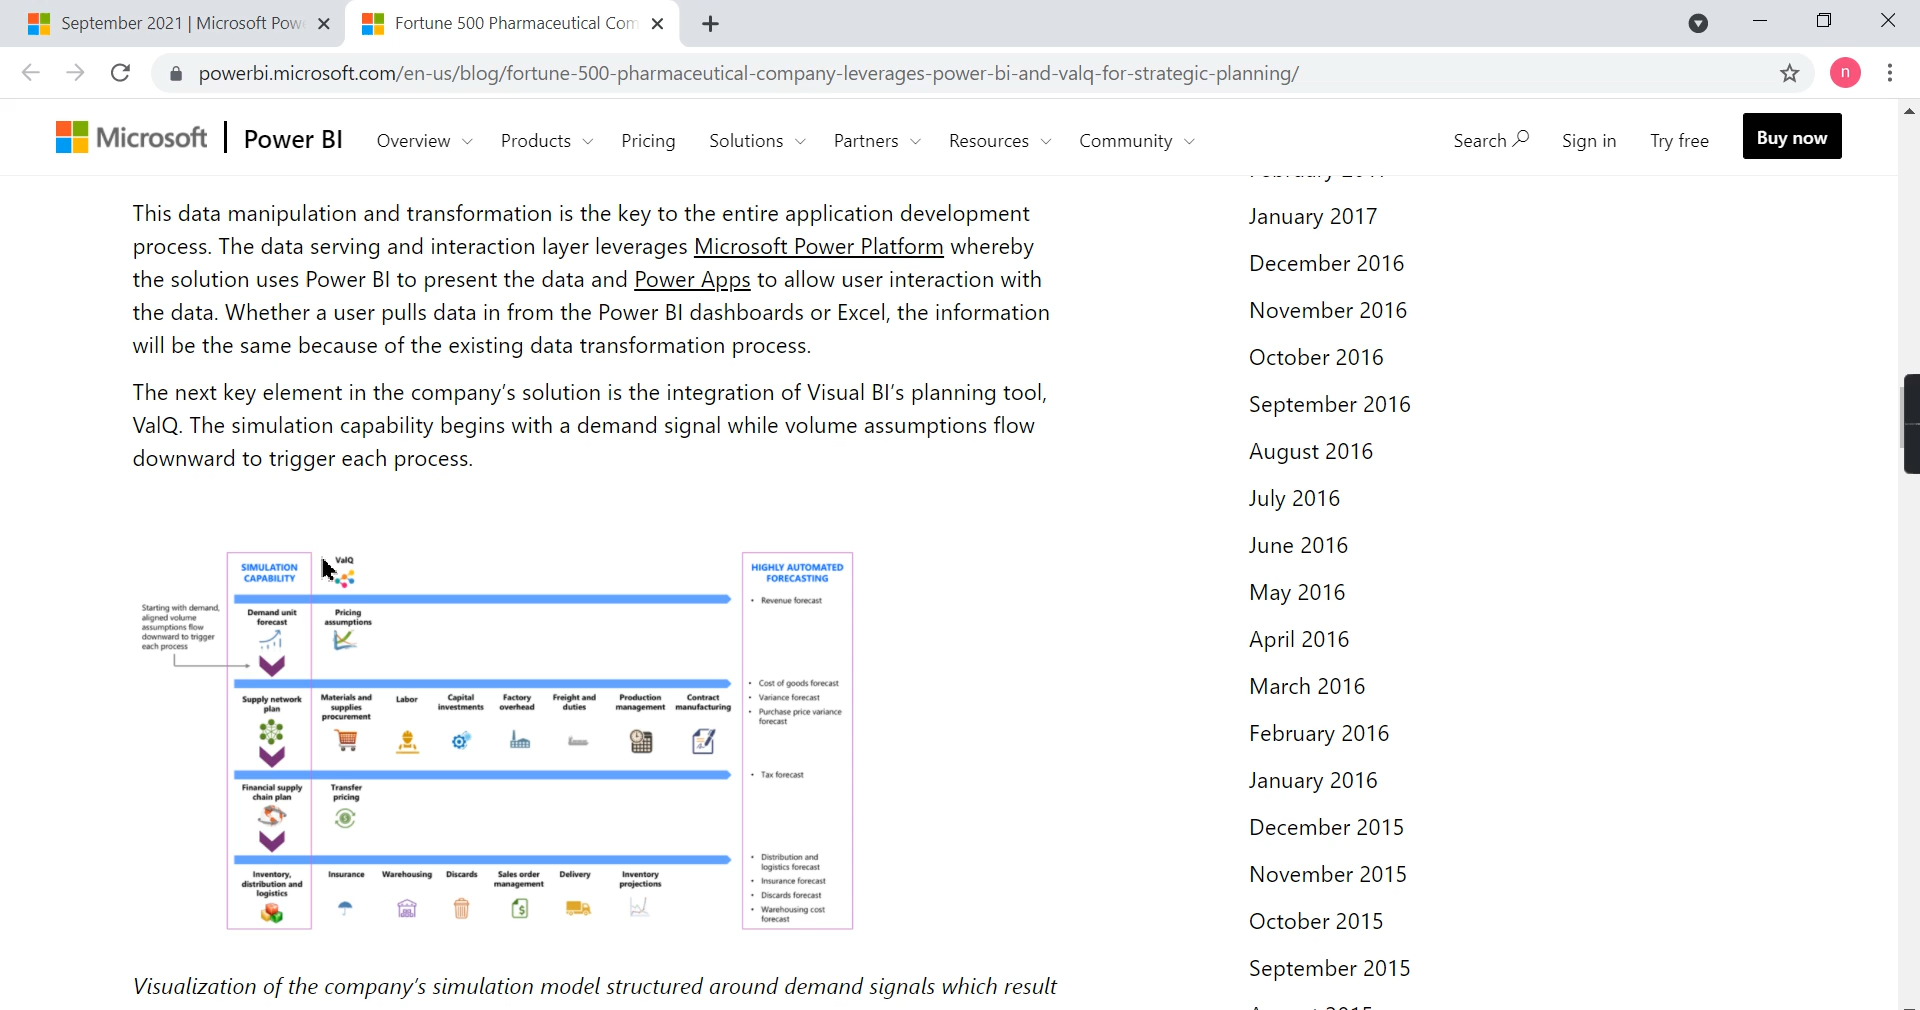 September 2021 | Microsoft Powe
Fortune 500 Pharmaceutical Com
powerbi.microsoft.com/en-us/blog/fortune-500-pharmaceutical-company-leverages-power-bi-and-valq-for-strategic-planning/
n
Microsoft
Power BI
Overview
Products
Pricing
Solutions
Partners
Resources
Community
Search
Sign in
Try free
Buy now
This data manipulation and transformation is the key to the entire application development
process. The data serving and interaction layer leverages Microsoft Power Platform whereby
the solution uses Power BI to present the data and Power Apps to allow user interaction with
the data. Whether a user pulls data in from the Power BI dashboards or Excel, the information
will be the same because of the existing data transformation process.
The next key element in the company's solution is the integration of Visual BI's planning tool,
ValQ. The simulation capability begins with a demand signal while volume assumptions flow
downward to trigger each process.
Starting with demand,
aligned volume
assumptions flow
downward to trigger
each process
SIMULATION
CAPABILITY
ValQ
Demand unit
forecast
Pricing
assumptions
Supply network
plan
Materials and
supplies
procurement
Labor
Capital
investments
Factory
overhead
Freight and
duties
Production
management
Contract
manufacturing
Financial supply
chain plan
Transfer
pricing
Inventory,
distribution and
logistics
Insurance
Warehousing
Discards
Sales order
management
Delivery
Inventory
projections
HIGHLY AUTOMATED
FORECASTING
• Revenue forecast
• Cost of goods forecast
• Variance forecast
• Purchase price variance
forecast
• Tax forecast
• Distribution and
logistics forecast
• Insurance forecast
• Discards forecast
• Warehousing cost
forecast
Visualization of the company's simulation model structured around demand signals which result
January 2017
December 2016
November 2016
October 2016
September 2016
August 2016
July 2016
June 2016
May 2016
April 2016
March 2016
February 2016
January 2016
December 2015
November 2015
October 2015
September 2015